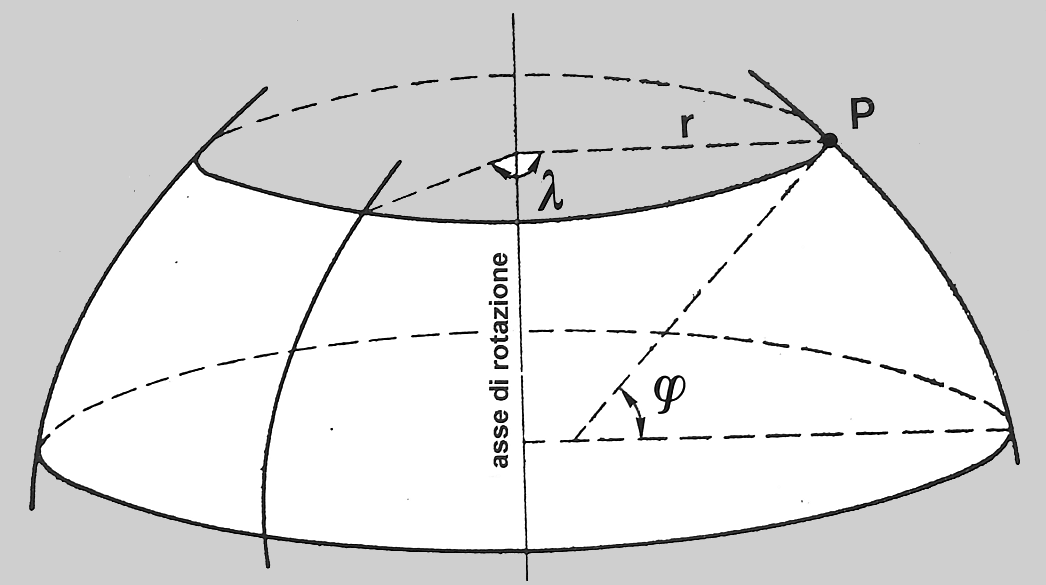 P
r
λ
asse di rotazione
φ